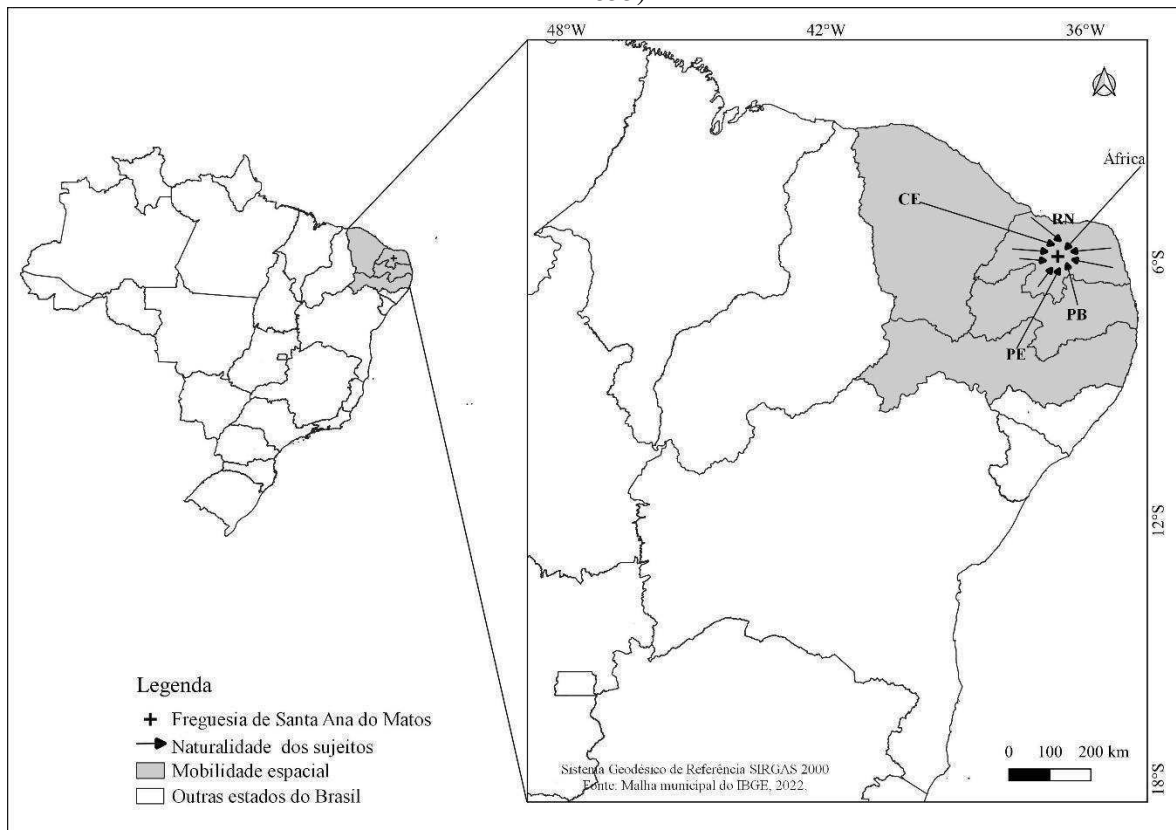 48°W 42°W 36°W
África
CE
RN
6°S
PB
PE
12°S
Legenda
Freguesia de Santa Ana do Matos
Naturalidade dos sujeitos
Mobilidade espacial
Outras estados do Brasil
0 100 200 km
Sistema Geodésico de Referência SIRGAS 2000
Fonte: Malha municipal do IBGE, 2022.
18°S